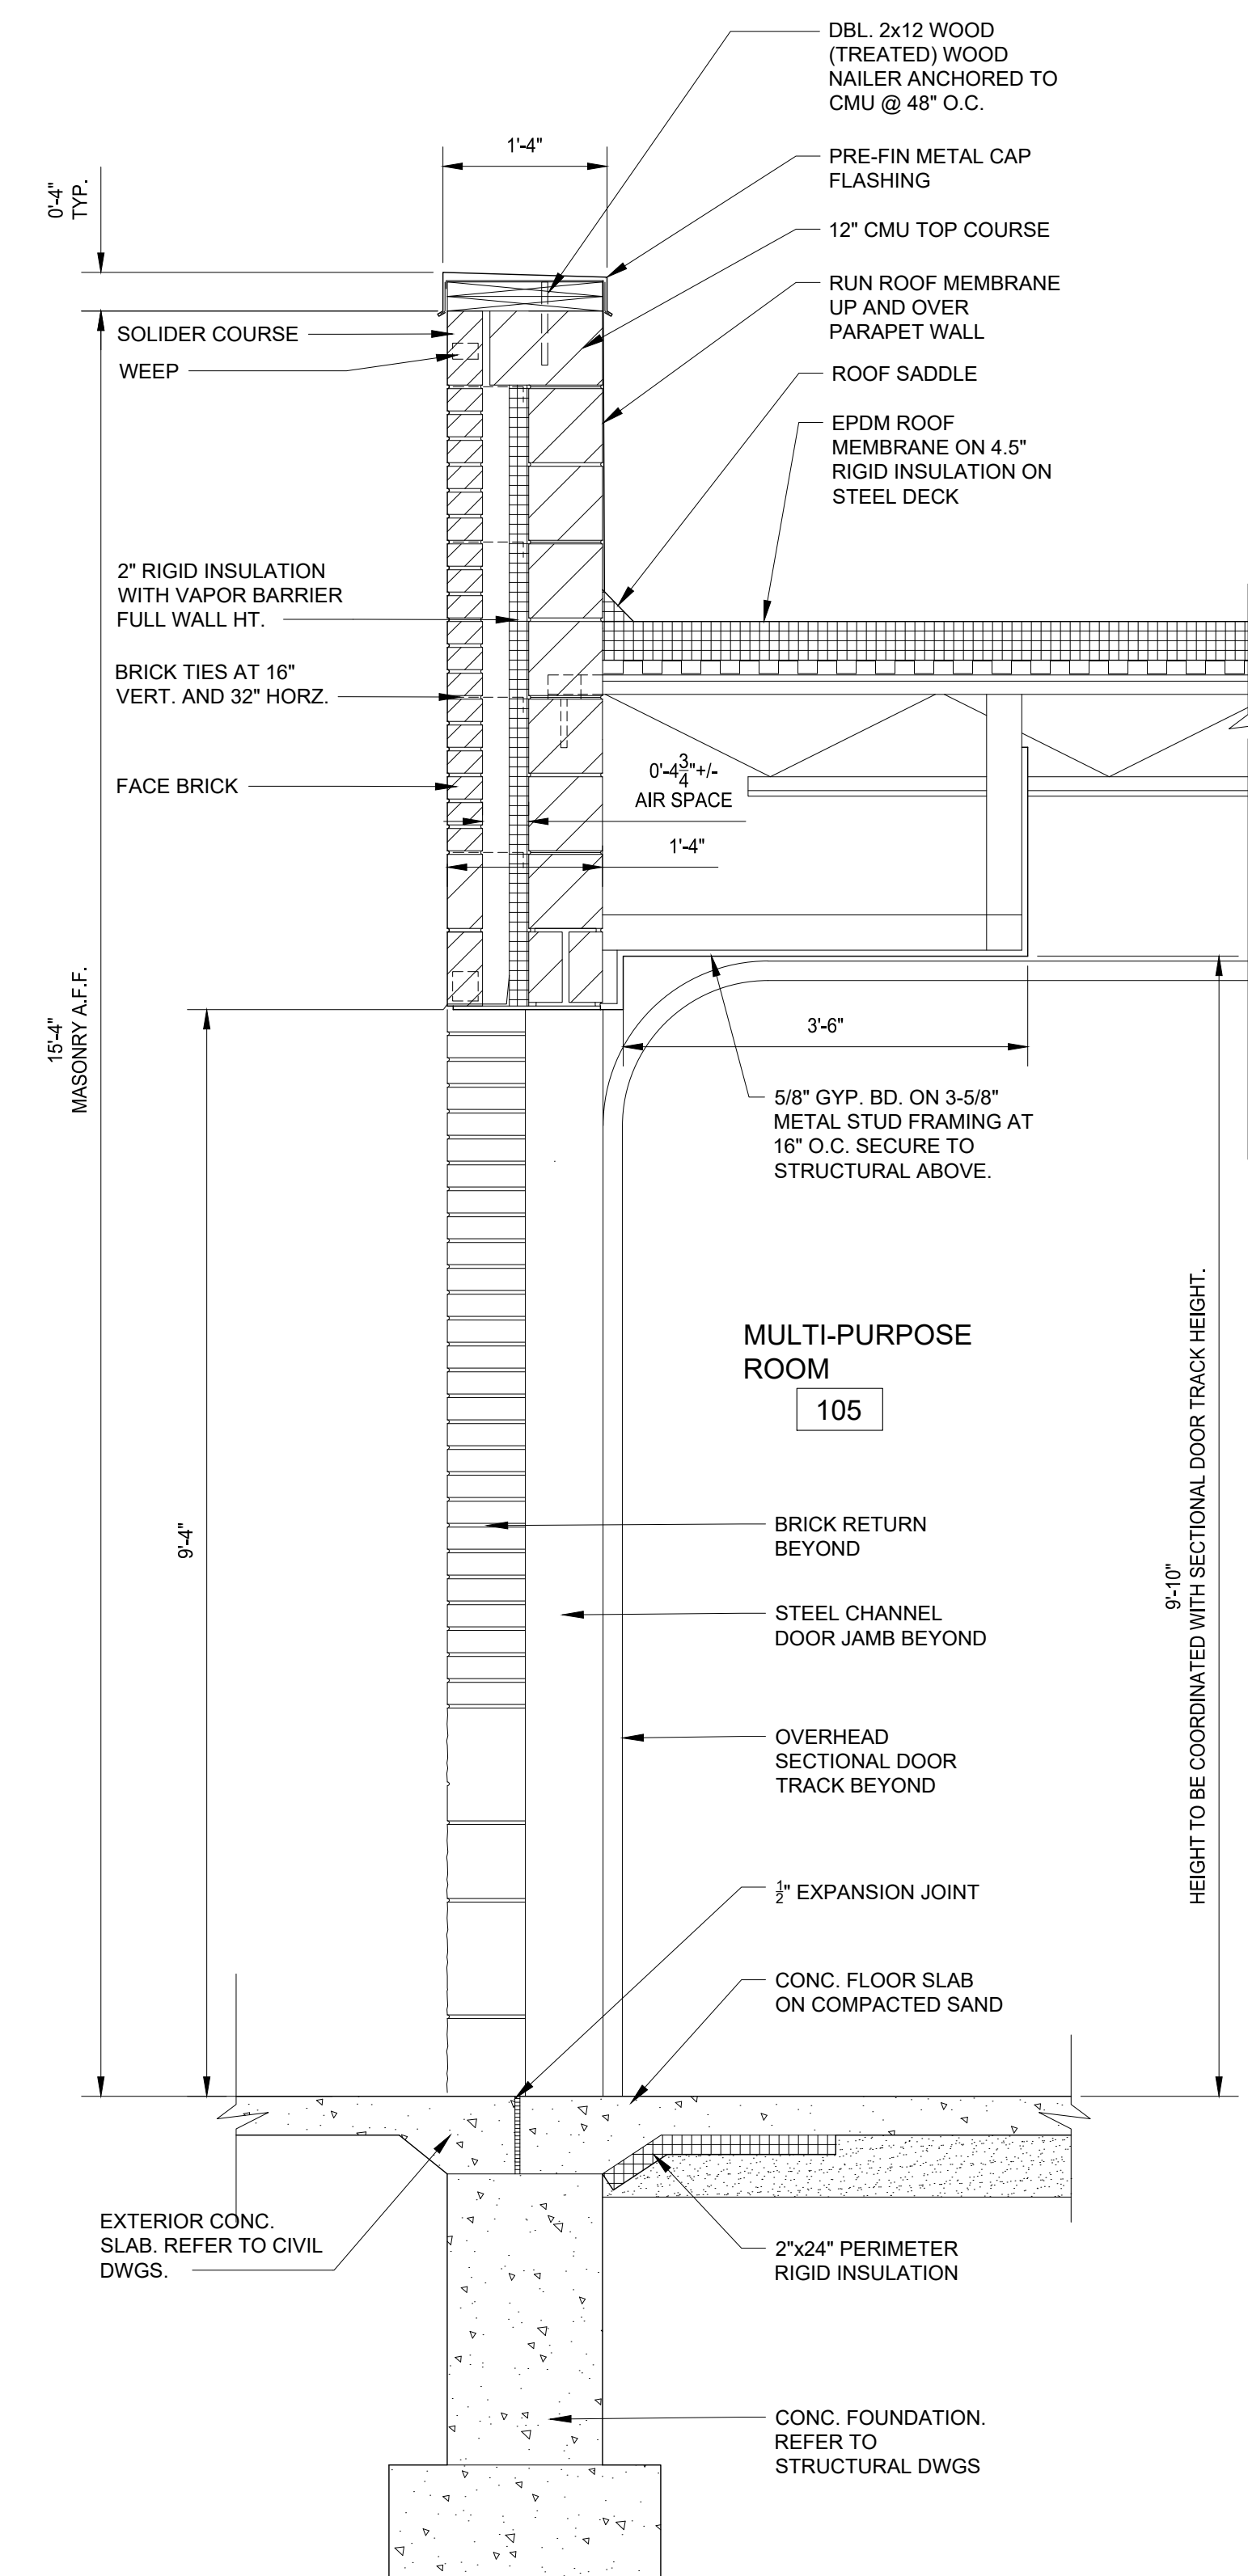 DBL. 2x12 WOOD
(TREATED) WOOD
NAILER ANCHORED TO
CMU @ 48" O.C.
1'-4"
PRE-FIN METAL CAP
FLASHING
0'-4"
TYP.
12" CMU TOP COURSE
RUN ROOF MEMBRANE
UP AND OVER
PARAPET WALL
SOLIDER COURSE
WEEP
ROOF SADDLE
EPDM ROOF
MEMBRANE ON 4.5"
RIGID INSULATION ON
STEEL DECK
2" RIGID INSULATION
WITH VAPOR BARRIER
FULL WALL HT.
BRICK TIES AT 16"
VERT. AND 32" HORZ.
FACE BRICK
0'-4 3/4"+/-
AIR SPACE
1'-4"
15'-4"
MASONRY A.F.F.
3'-6"
5/8" GYP. BD. ON 3-5/8"
METAL STUD FRAMING AT
16" O.C. SECURE TO
STRUCTURAL ABOVE.
MULTI-PURPOSE
ROOM
105
9'-4"
BRICK RETURN
BEYOND
STEEL CHANNEL
DOOR JAMB BEYOND
9'-10"
HEIGHT TO BE COORDINATED WITH SECTIONAL DOOR TRACK HEIGHT.
OVERHEAD
SECTIONAL DOOR
TRACK BEYOND
1/2" EXPANSION JOINT
CONC. FLOOR SLAB
ON COMPACTED SAND
EXTERIOR CONC.
SLAB. REFER TO CIVIL
DWGS.
2"x24" PERIMETER
RIGID INSULATION
CONC. FOUNDATION.
REFER TO
STRUCTURAL DWGS